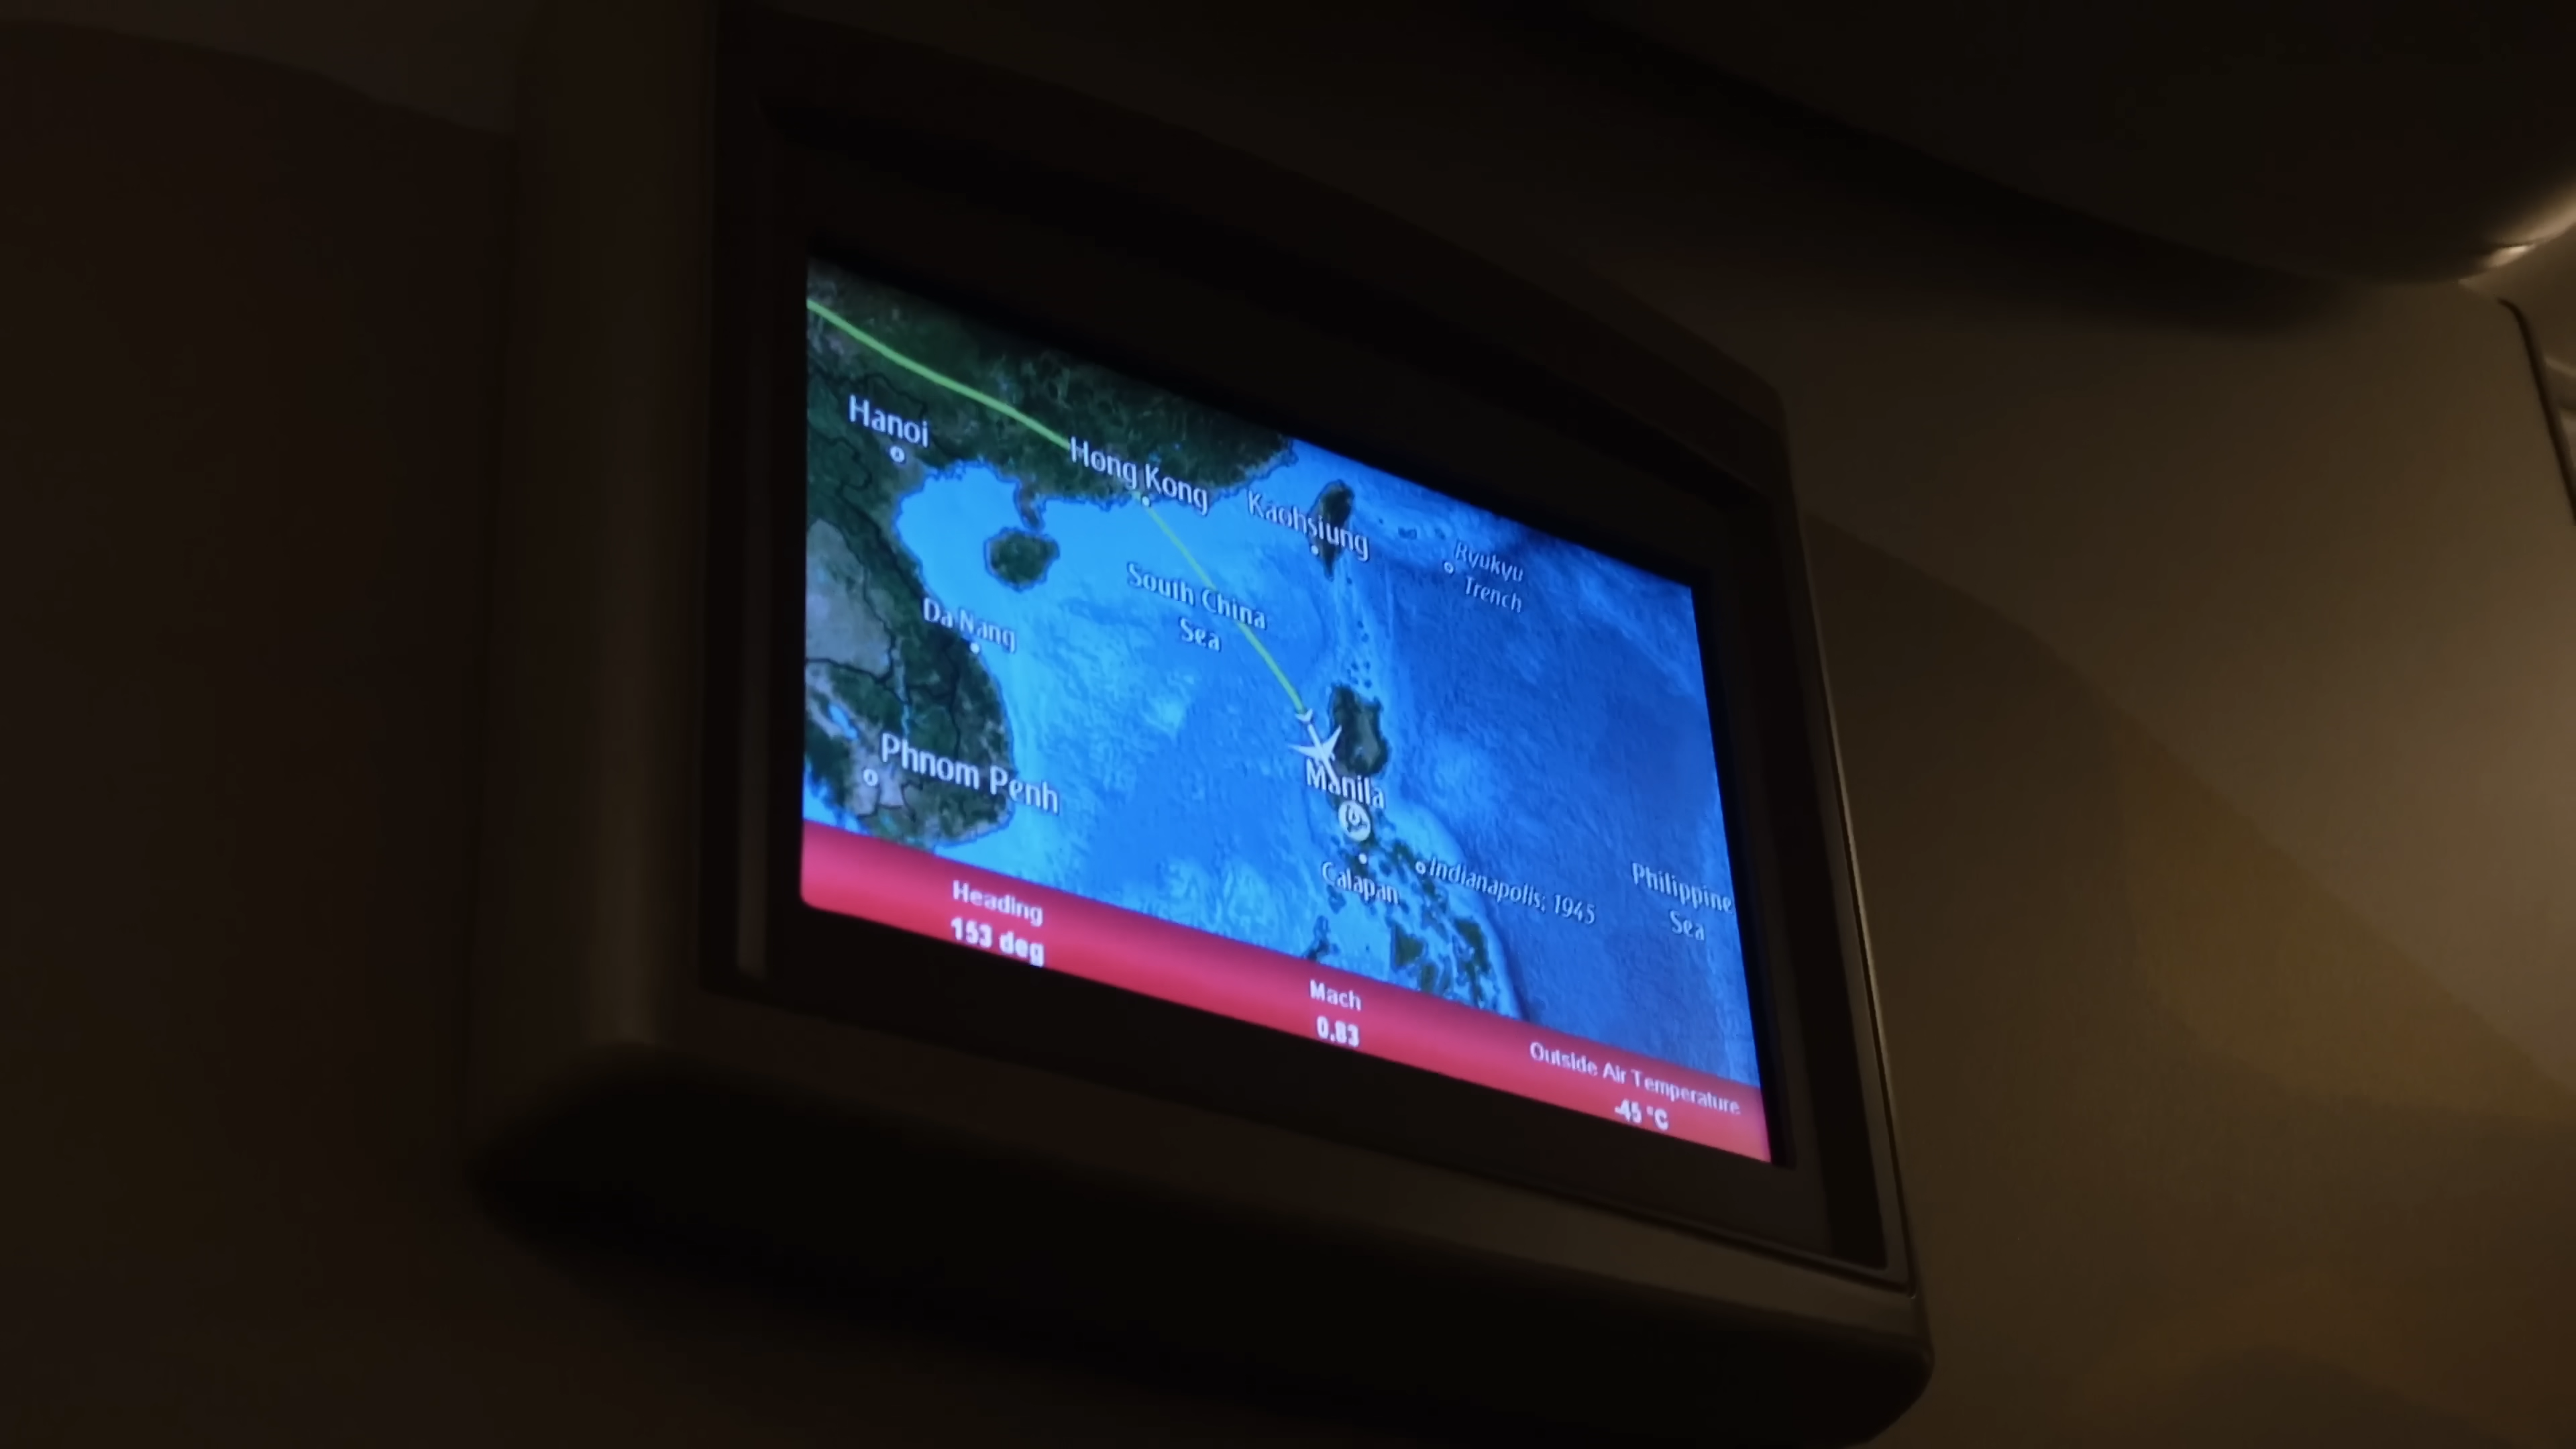 Hanoi
Hong Kong
Kaohsiung
Ryukyu
Trench
South China
Sea
Da Nang
Phnom Penh
Manila
Calapan
Indianapolis, 1945
Philippine
Sea
Heading
153 deg
Mach
0.83
Outside Air Temperature
-45 °C